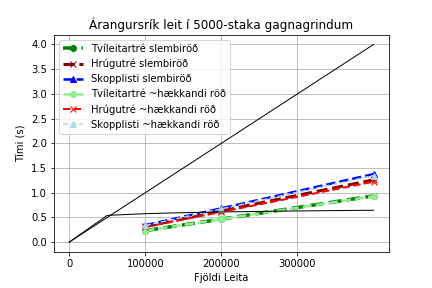 Árangursrík leit í 5000-staka gagnagrindum
Tími (s)
4.0
3.5
3.0
2.5
2.0
1.5
1.0
0.5
0.0
Tvíleitartré slembiröð
Hrúgutré slembiröð
Skopplisti slembiröð
Tvíleitartré ~hækkandi röð
Hrúgutré ~hækkandi röð
Skopplisti ~hækkandi röð
0 100000 200000 300000
Fjöldi Leita